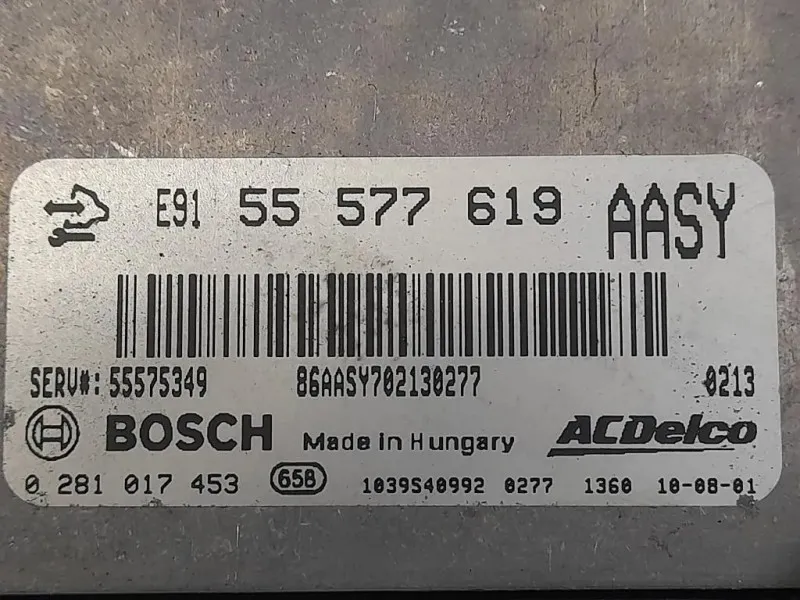 E91 55 577 619 AASY
SERV#: 55575349 86AASY702130277 0213
BOSCH Made in Hungary ACDelco
0 281 017 453 65B 1039S40992 0277 1360 10-08-01